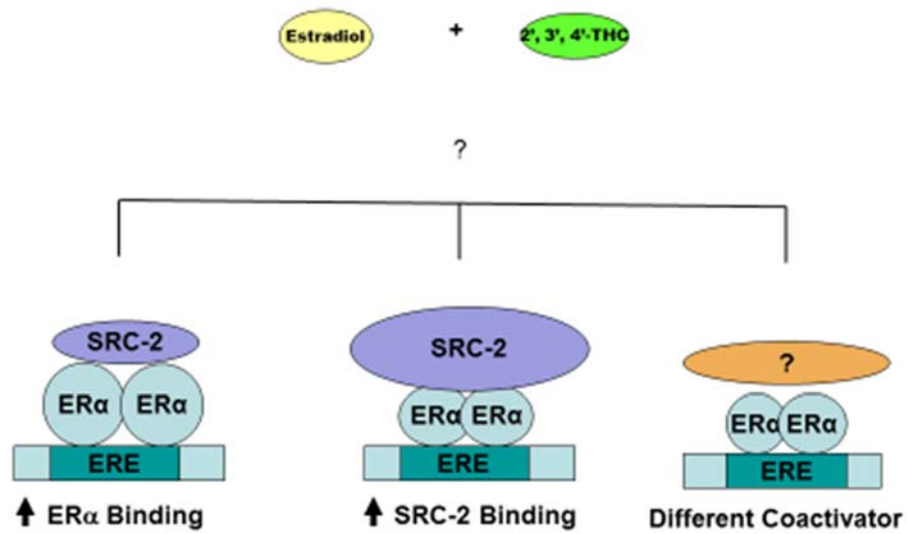 Estradiol + 2', 3', 4'-THC
?
SRC-2
ERα ERα
ERE
↑ ERα Binding
SRC-2
ERα ERα
ERE
↑ SRC-2 Binding
?
ERα ERα
ERE
Different Coactivator